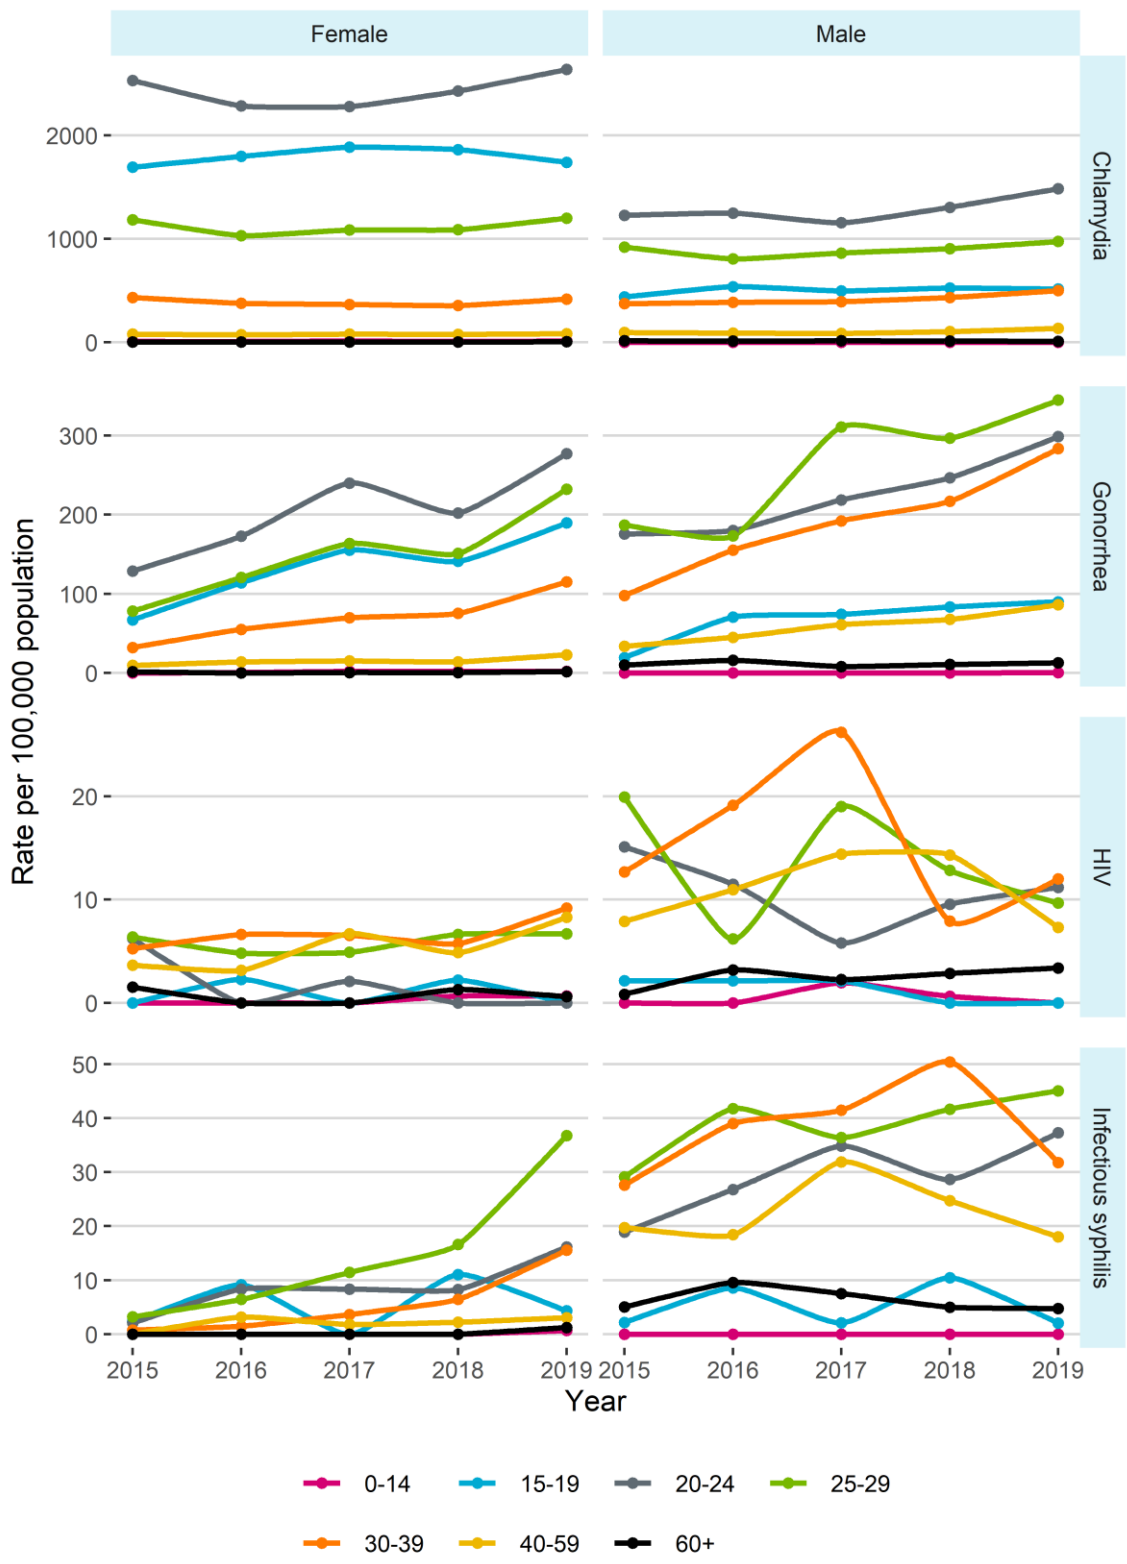 Female Male
2000
1000
0
Chlamydia
300
200
100
0
Gonorrhea
Rate per 100,000 population
20
10
0
HIV
50
40
30
20
10
0
Infectious syphilis
2015 2016 2017 2018 2019 2015 2016 2017 2018 2019
Year
0-14 15-19 20-24 25-29
30-39 40-59 60+